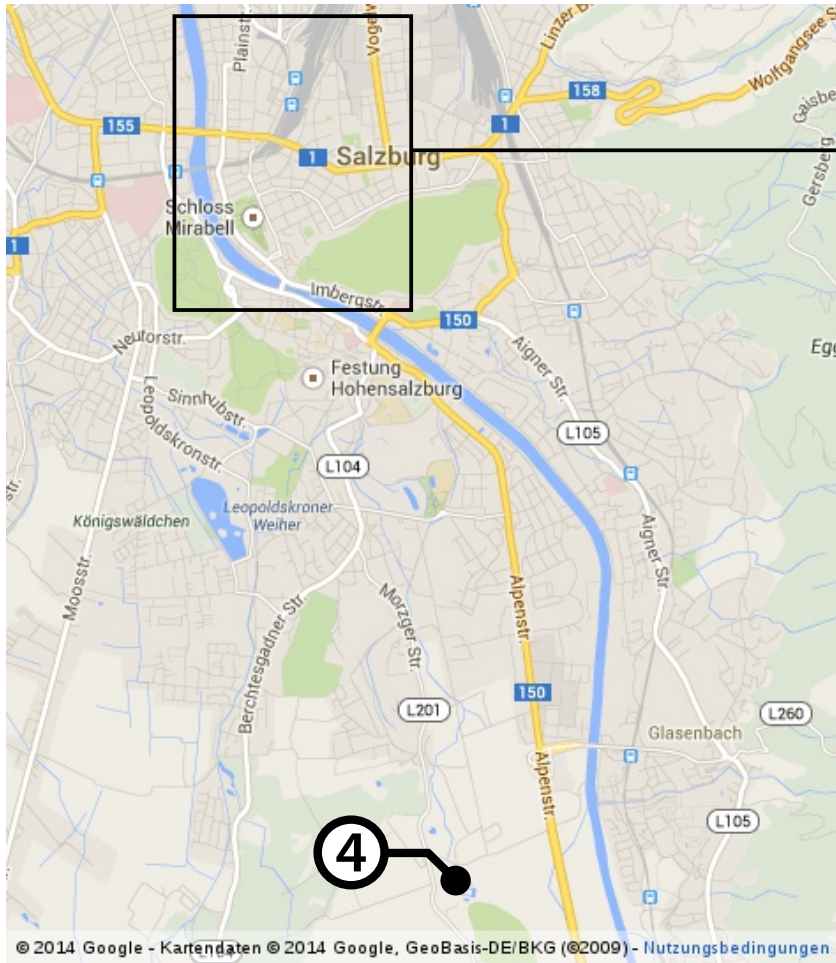 Plainst
Vogew
Linzer B
158
Wolfgangsee S
Gaisbe
Gersberg
155
1
1
Salzburg
Schloss
Mirabell
1
Imbergstr.
150
Neutorstr.
Aigner Str.
Egg
Festung
Hohensalzburg
Sinnhubstr.
Leopoldskronstr.
L105
L104
str.
Leopoldskroner
Weiher
Königswäldchen
Aigner Str.
Moosstr.
Alpenstr.
Morzger Str.
Berchtesgadner Str.
150
L201
L260
Glasenbach
Alpenstr.
L105
4
© 2014 Google - Kartendaten © 2014 Google, GeoBasis-DE/BKG (©2009) - Nutzungsbedingungen